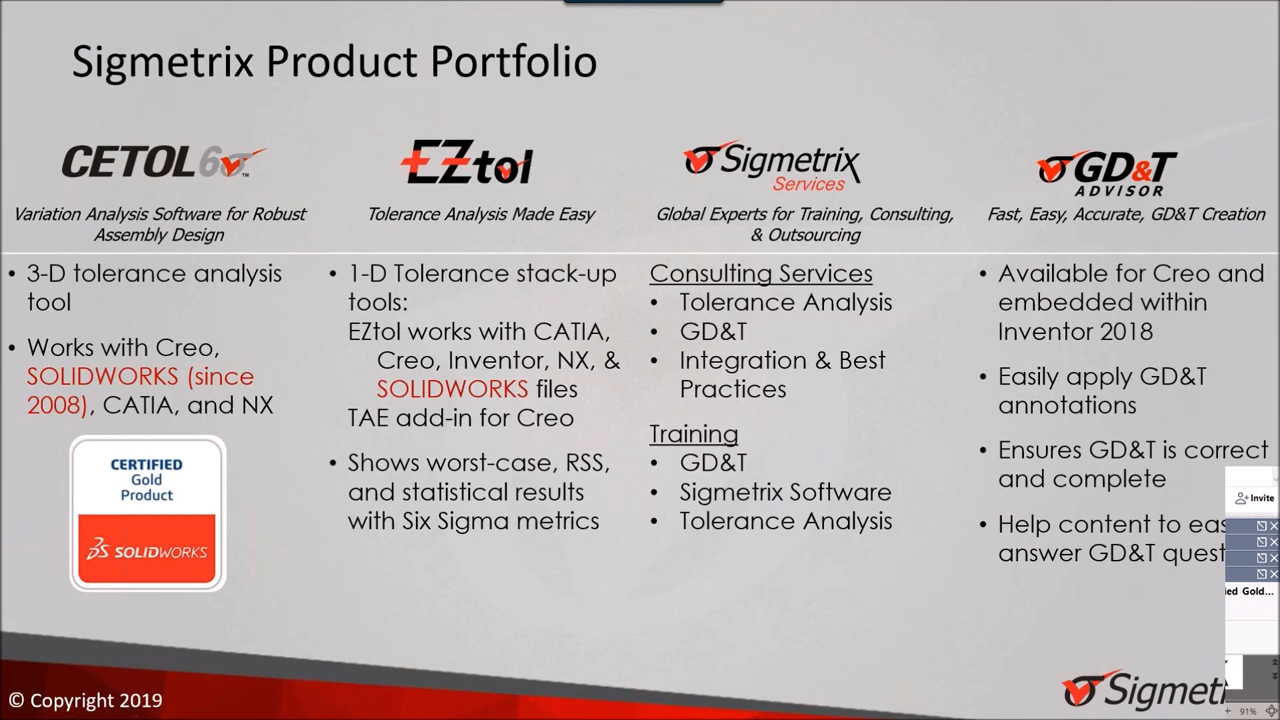 Sigmetrix Product Portfolio
CETOL6σ™
Variation Analysis Software for Robust
Assembly Design
• 3-D tolerance analysis
tool
• Works with Creo,
SOLIDWORKS (since
2008), CATIA, and NX
CERTIFIED
Gold
Product
SOLIDWORKS
EZtol
Tolerance Analysis Made Easy
• 1-D Tolerance stack-up
tools:
EZtol works with CATIA,
Creo, Inventor, NX, &
SOLIDWORKS files
TAE add-in for Creo
• Shows worst-case, RSS,
and statistical results
with Six Sigma metrics
Sigmetrix
Services
Global Experts for Training, Consulting,
& Outsourcing
Consulting Services
• Tolerance Analysis
• GD&T
• Integration & Best
Practices
Training
• GD&T
• Sigmetrix Software
• Tolerance Analysis
GD&T
ADVISOR
Fast, Easy, Accurate, GD&T Creation
• Available for Creo and
embedded within
Inventor 2018
• Easily apply GD&T
annotations
• Ensures GD&T is correct
and complete
• Help content to eas
answer GD&T quest
Invite
ied Gold...
© Copyright 2019
Sigmetr
91%